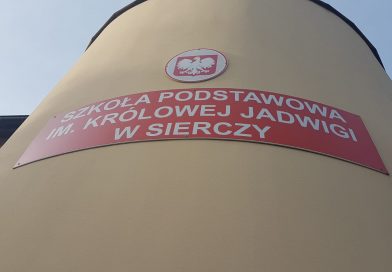 SZKOŁA PODSTAWOWA
IM. KRÓLOWEJ JADWIGI
W SIERCZY